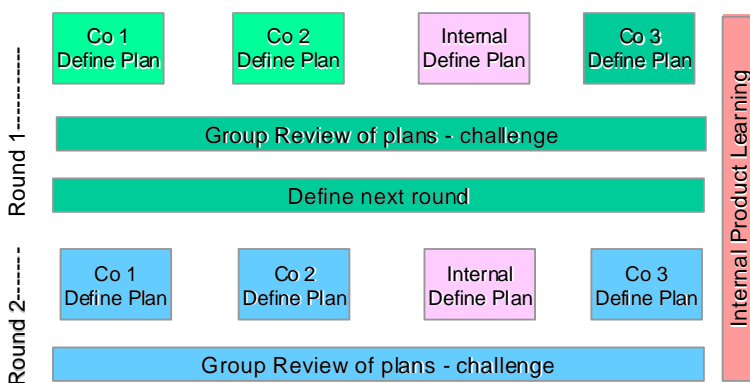 Co 1
Define Plan
Co 2
Define Plan
Internal
Define Plan
Co 3
Define Plan
Round 1-----------
Group Review of plans - challenge
Define next round
Co 1
Define Plan
Co 2
Define Plan
Internal
Define Plan
Co 3
Define Plan
Round 2------
Group Review of plans - challenge
Internal Product Learning